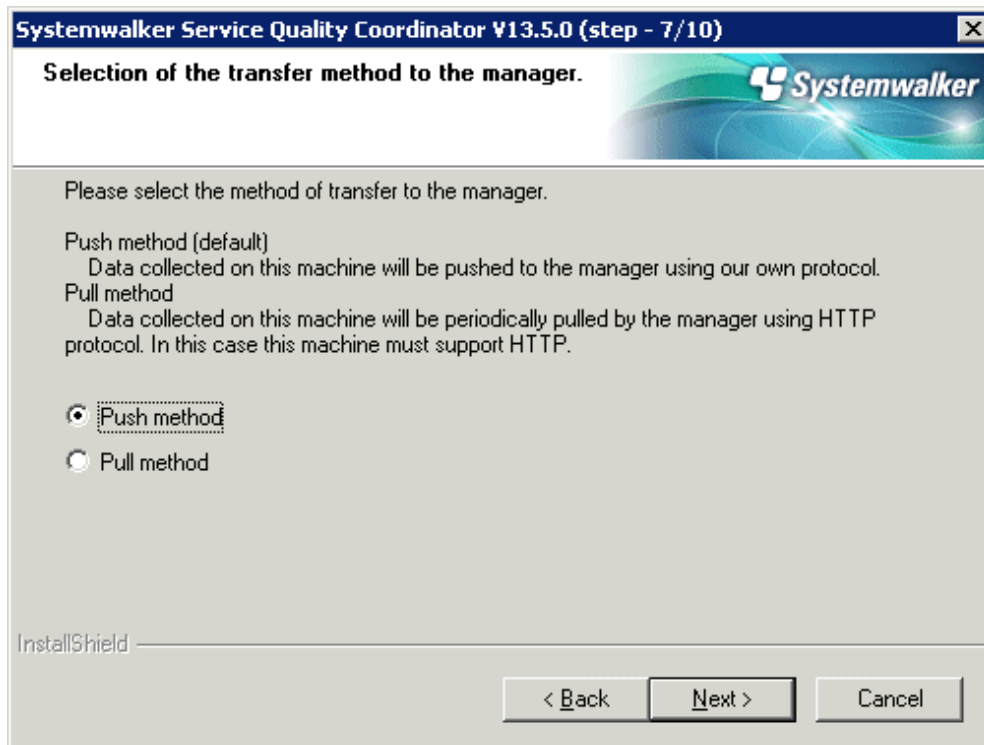 Systemwalker Service Quality Coordinator V13.5.0 (step - 7/10)
Selection of the transfer method to the manager.
Systemwalker
Please select the method of transfer to the manager.
Push method (default)
Data collected on this machine will be pushed to the manager using our own protocol.
Pull method
Data collected on this machine will be periodically pulled by the manager using HTTP
protocol. In this case this machine must support HTTP.
Push method
Pull method
InstallShield
< Back
Next >
Cancel